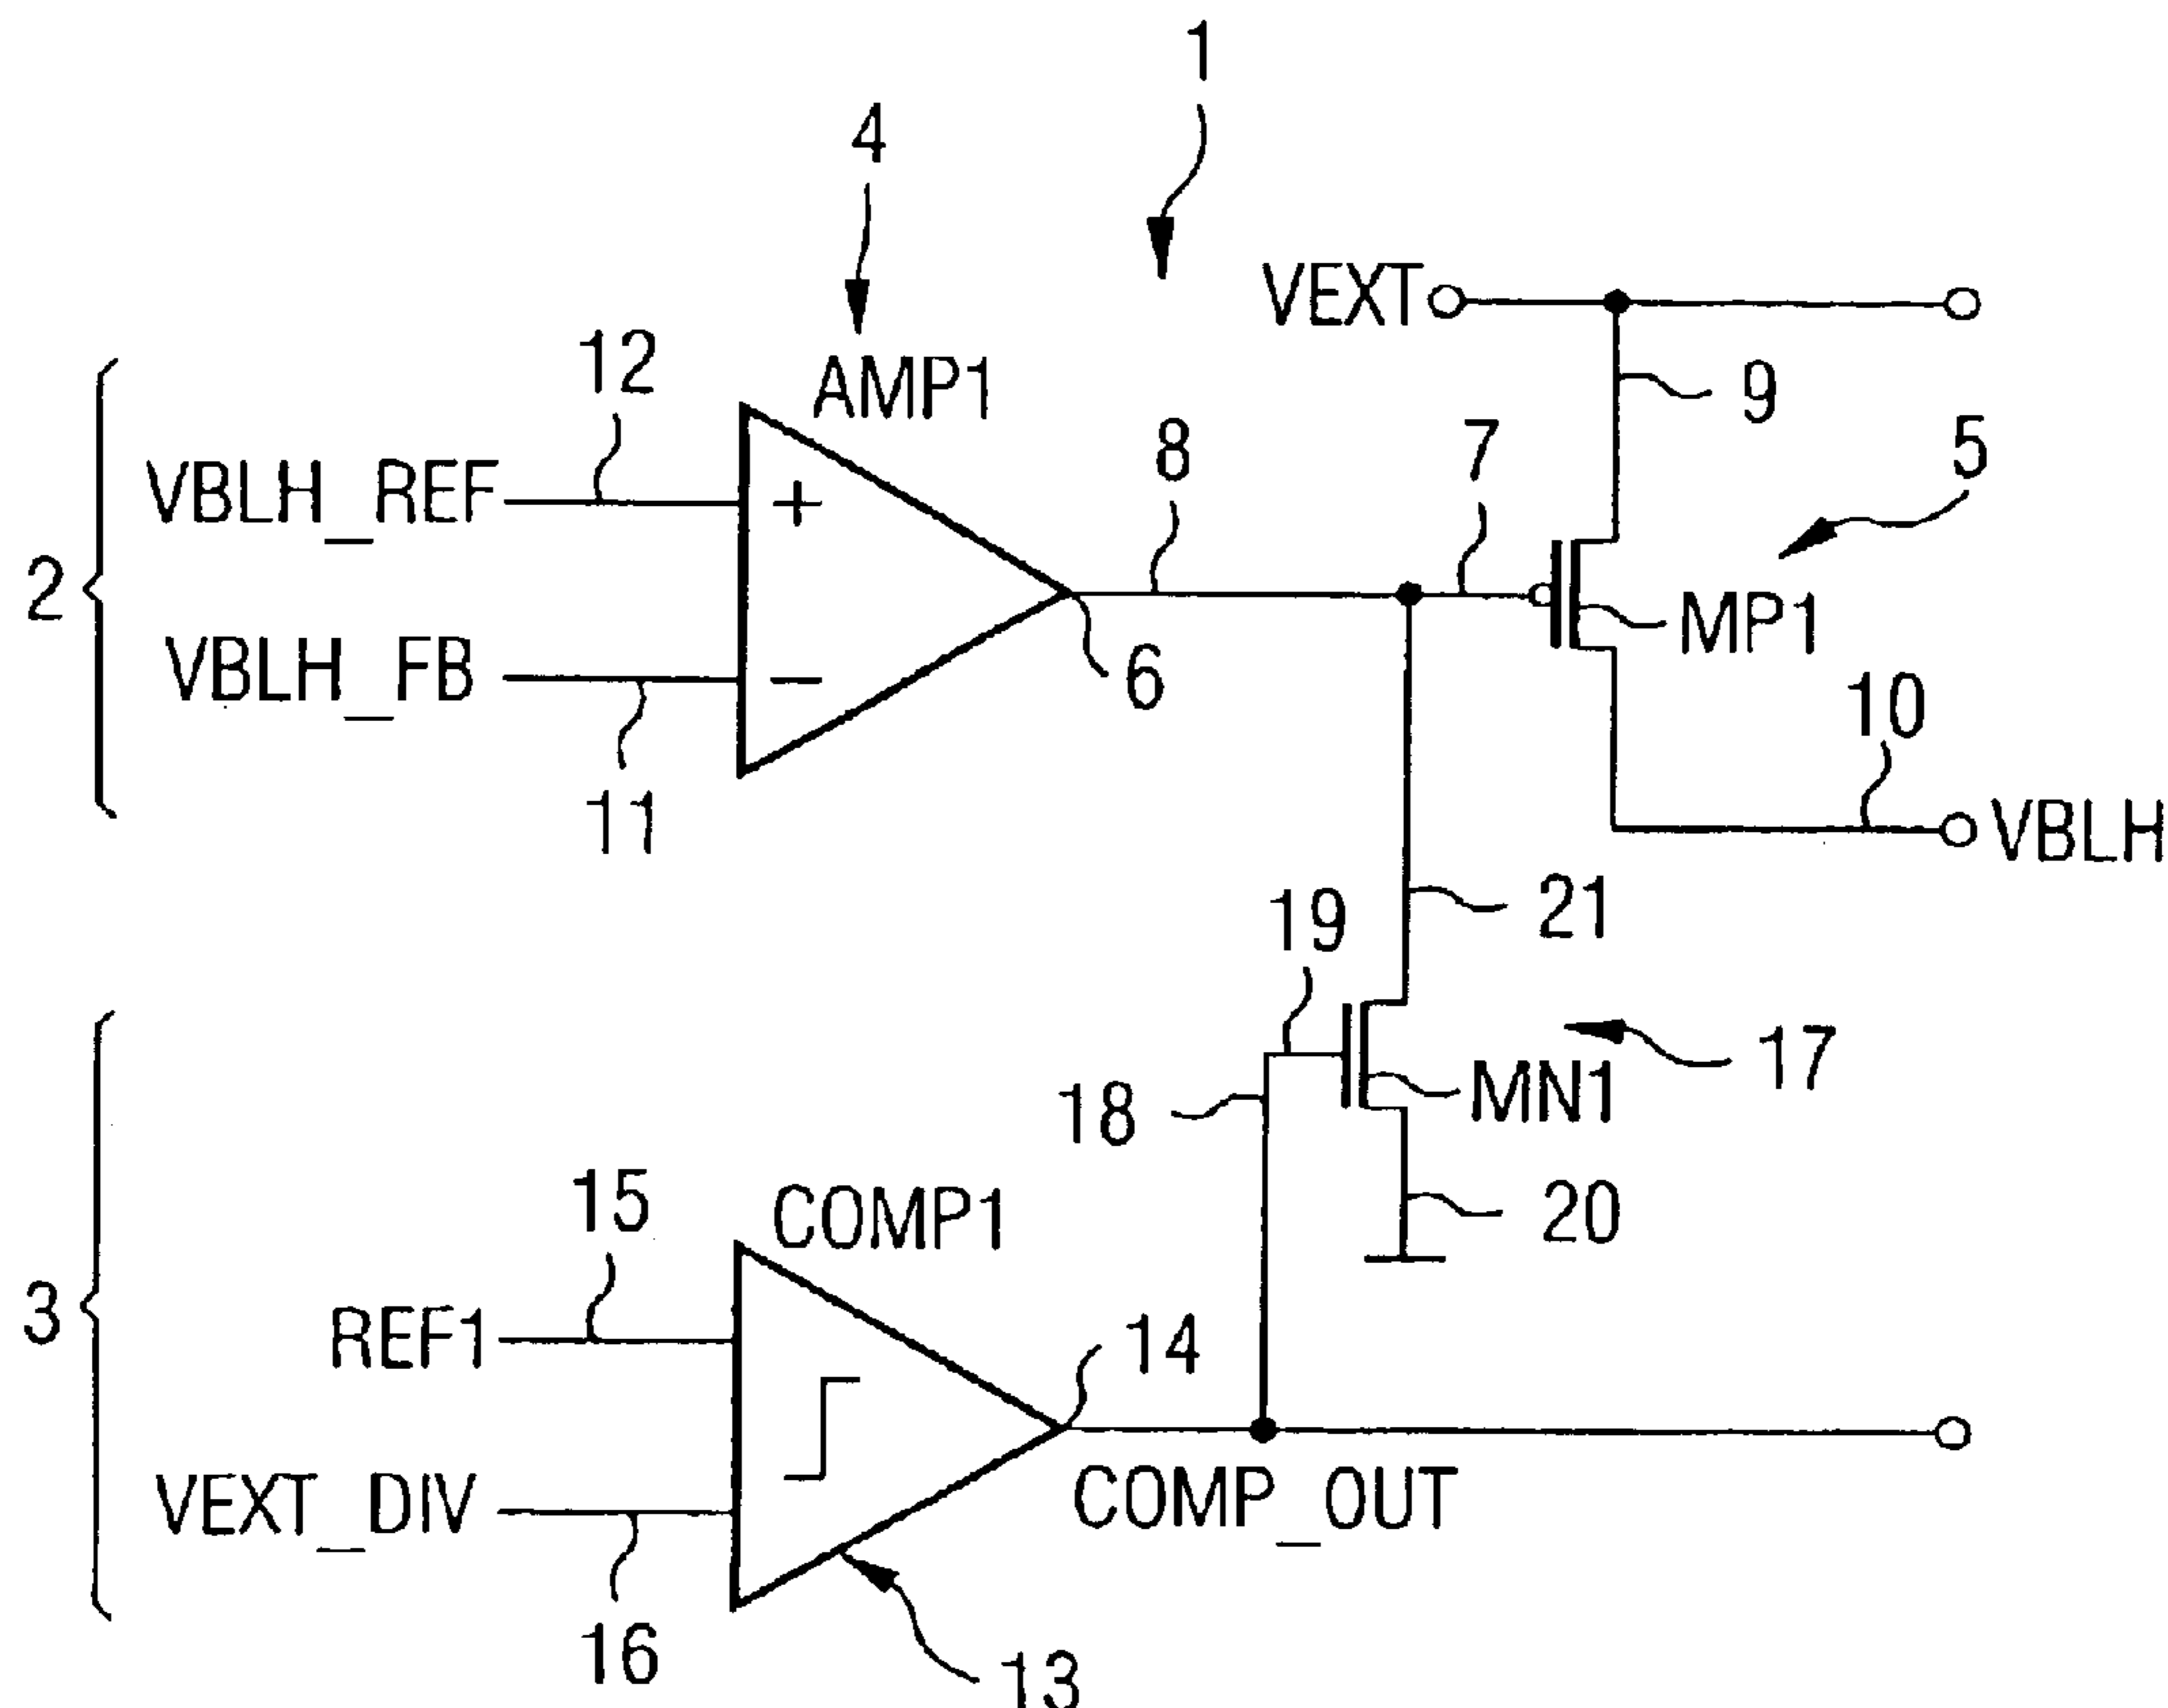 1
4
VEXT
12
AMP1
9
8
7
5
VBLH_REF
+
2
MP1
VBLH_FB
−
6
10
11
VBLH
19
21
17
18
MN1
15
COMP1
20
3
REF1
14
VEXT_DIV
COMP_OUT
16
13